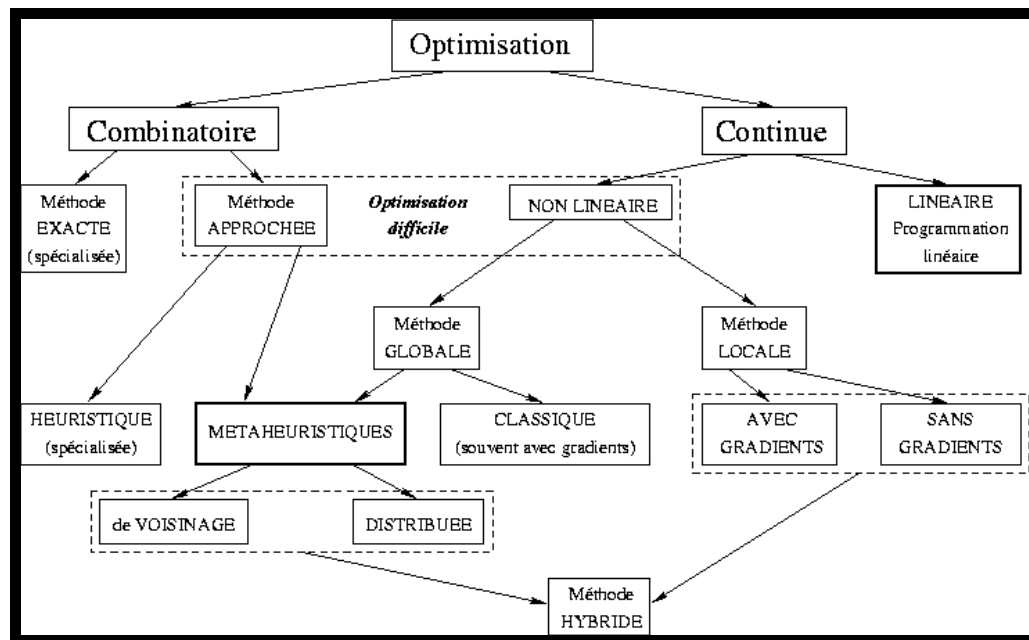 Optimisation
Combinatoire
Continue
Méthode
EXACTE
(spécialisée)
Méthode
APPROCHEE
Optimisation
difficile
NON LINEAIRE
LINEAIRE
Programmation
linéaire
Méthode
GLOBALE
Méthode
LOCALE
HEURISTIQUE
(spécialisée)
METAHEURISTIQUES
CLASSIQUE
(souvent avec gradients)
AVEC
GRADIENTS
SANS
GRADIENTS
de VOISINAGE
DISTRIBUEE
Méthode
HYBRIDE